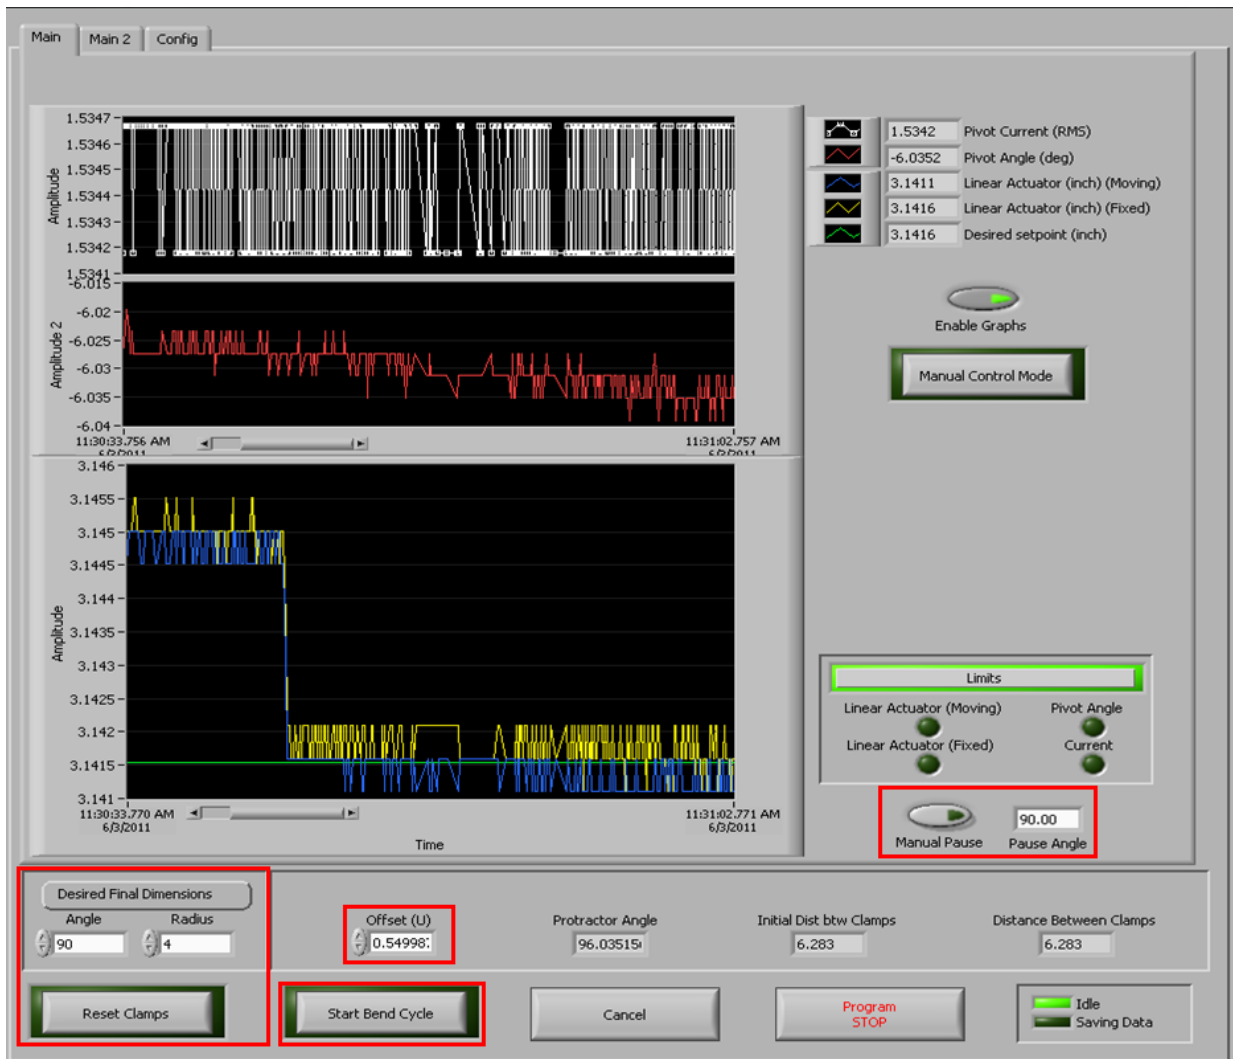 Main Main 2 Config
1.5347
1.5346
1.5345
1.5344
1.5343
1.5342
1.5341
Amplitude
-6.015
-6.02
-6.025
-6.03
-6.035
-6.04
Amplitude 2
11:30:33.756 AM 11:31:02.757 AM
6/3/2011 6/3/2011
1.5342 Pivot Current (RMS)
-6.0352 Pivot Angle (deg)
3.1411 Linear Actuator (inch) (Moving)
3.1416 Linear Actuator (inch) (Fixed)
3.1416 Desired setpoint (inch)
Enable Graphs
Manual Control Mode
3.146
3.1455
3.145
3.1445
3.144
3.1435
3.143
3.1425
3.142
3.1415
3.141
Amplitude
11:30:33.770 AM 11:31:02.771 AM
6/3/2011 6/3/2011
Time
Limits
Linear Actuator (Moving) Pivot Angle
Linear Actuator (Fixed) Current
90.00
Manual Pause Pause Angle
Desired Final Dimensions
Angle Radius
90 4
Offset (U) Protractor Angle Initial Dist btw Clamps Distance Between Clamps
0.54998 96.03515 6.283 6.283
Reset Clamps Start Bend Cycle Cancel Program
STOP
Idle
Saving Data